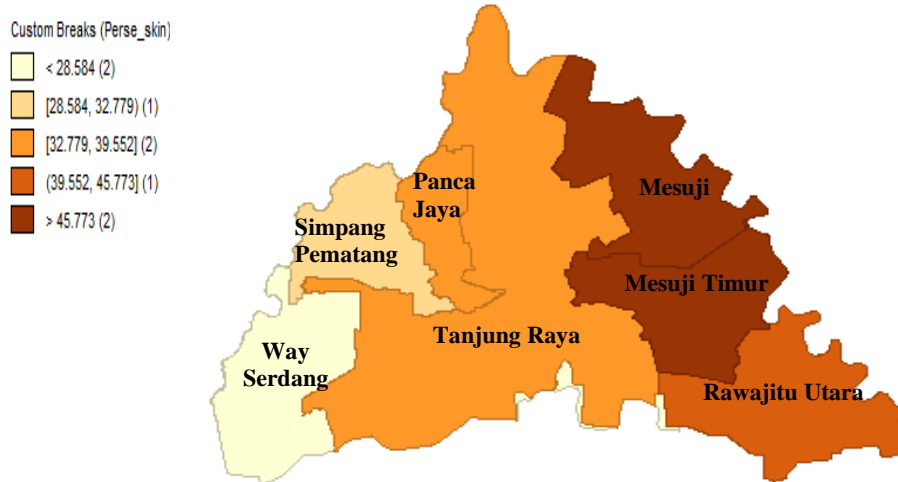 Custom Breaks (Perse_skin)
< 28.584 (2)
[28.584, 32.779) (1)
[32.779, 39.552] (2)
(39.552, 45.773] (1)
> 45.773 (2)
Panca
Jaya
Mesuji
Simpang
Pematang
Mesuji Timur
Tanjung Raya
Way
Serdang
Rawajitu Utara